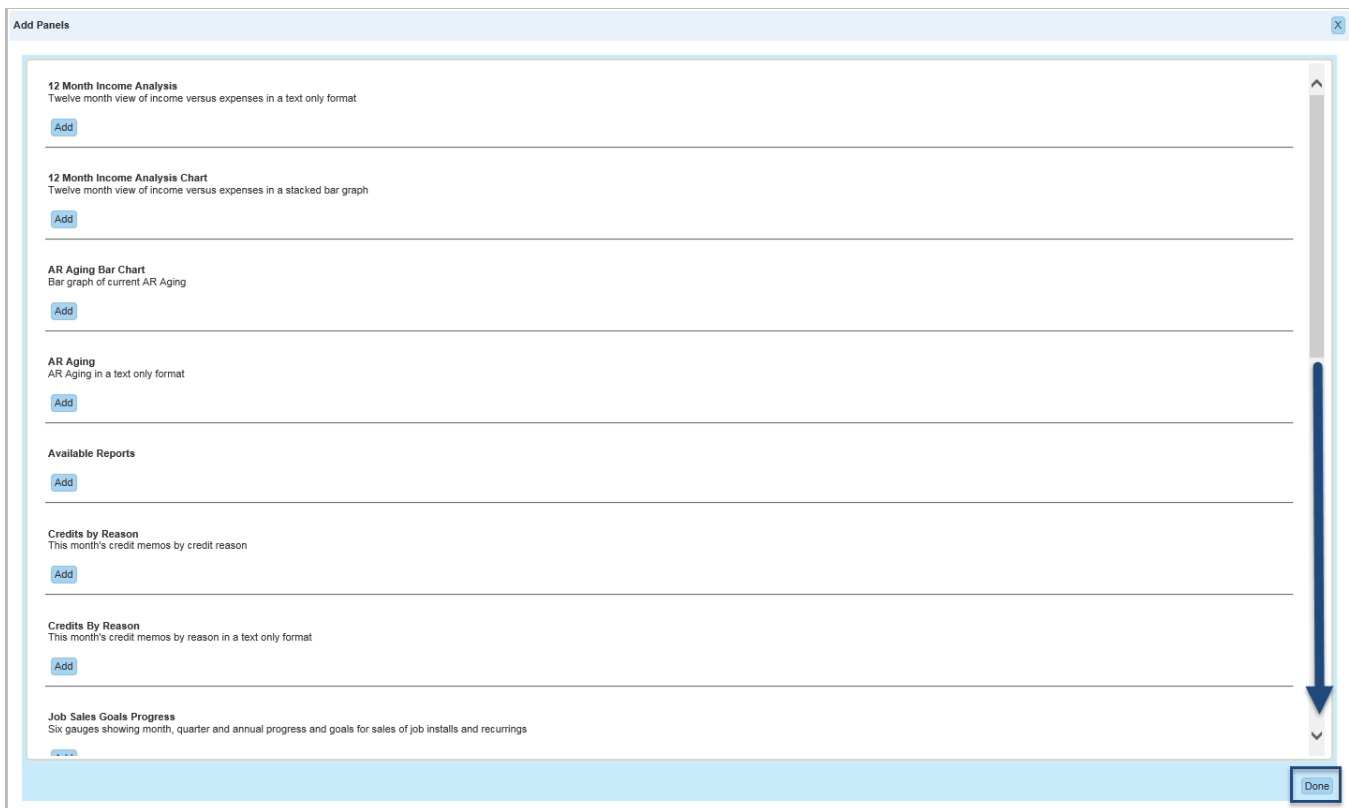 Add Panels
X
12 Month Income Analysis
Twelve month view of income versus expenses in a text only format
Add
12 Month Income Analysis Chart
Twelve month view of income versus expenses in a stacked bar graph
Add
AR Aging Bar Chart
Bar graph of current AR Aging
Add
AR Aging
AR Aging in a text only format
Add
Available Reports
Add
Credits by Reason
This month's credit memos by credit reason
Add
Credits By Reason
This month's credit memos by reason in a text only format
Add
Job Sales Goals Progress
Six gauges showing month, quarter and annual progress and goals for sales of job installs and recurrings
Done